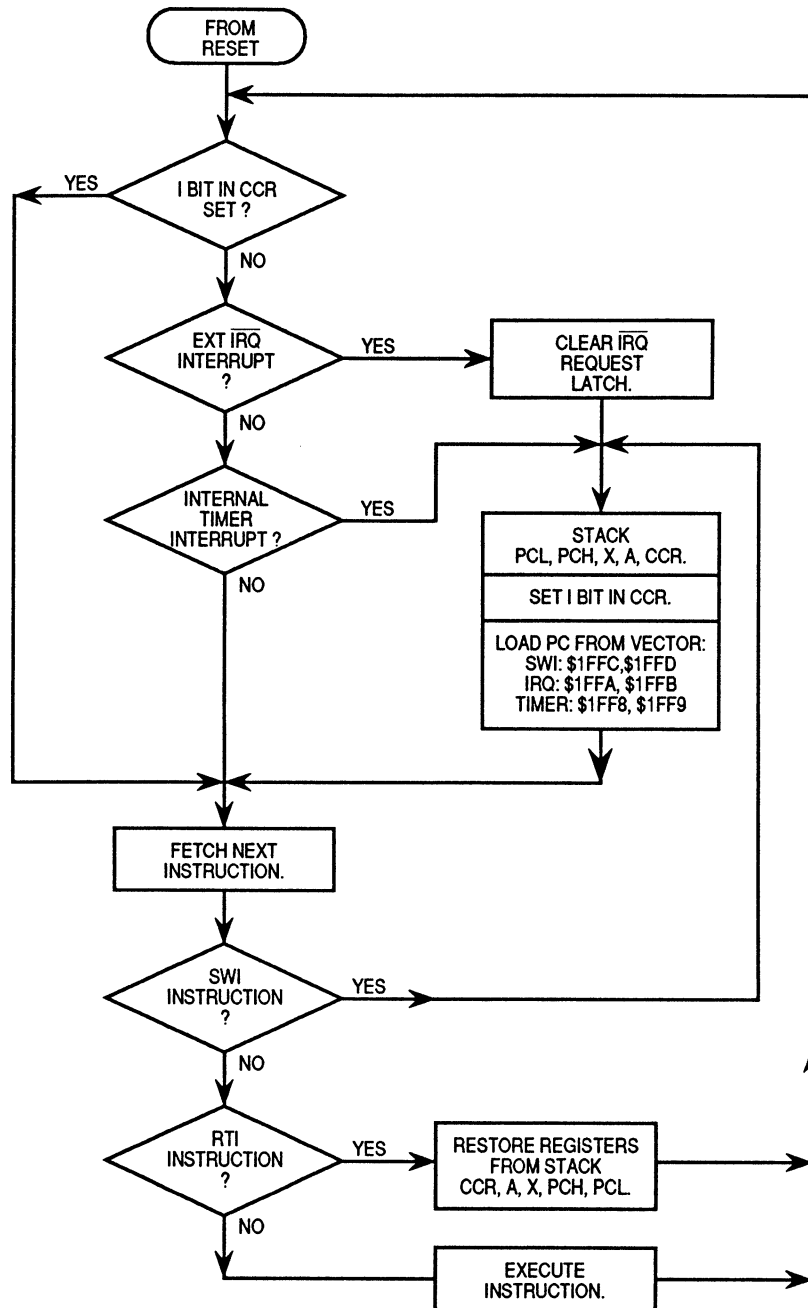 FROM
RESET
YES
I BIT IN CCR
SET ?
NO
EXT I̅R̅Q̅
INTERRUPT
?
YES
CLEAR I̅R̅Q̅
REQUEST
LATCH.
NO
INTERNAL
TIMER
INTERRUPT ?
YES
NO
STACK
PCL, PCH, X, A, CCR.
SET I BIT IN CCR.
LOAD PC FROM VECTOR:
SWI: $1FFC,$1FFD
IRQ: $1FFA, $1FFB
TIMER: $1FF8, $1FF9
FETCH NEXT
INSTRUCTION.
SWI
INSTRUCTION
?
YES
NO
RTI
INSTRUCTION
?
YES
RESTORE REGISTERS
FROM STACK
CCR, A, X, PCH, PCL.
NO
EXECUTE
INSTRUCTION.